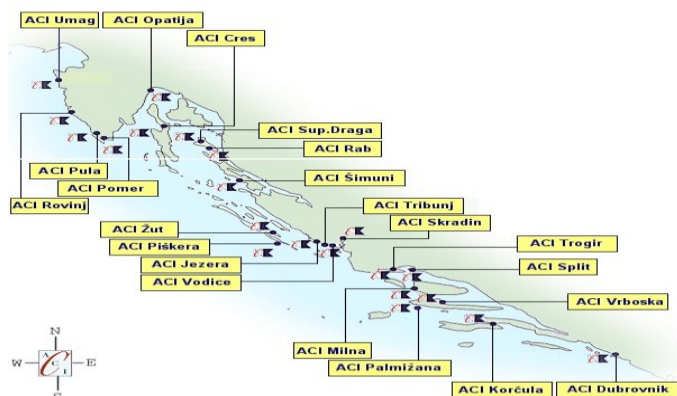 ACI Umag
ACI Opatija
ACI Cres
ACI Sup.Draga
ACI Rab
ACI Pula
ACI Šimuni
ACI Pomer
ACI Rovinj
ACI Tribunj
ACI Skradin
ACI Žut
ACI Piškera
ACI Trogir
ACI Jezera
ACI Split
ACI Vodice
ACI Vrboska
ACI Milna
ACI Palmižana
ACI Korčula
ACI Dubrovnik
N
W E
S
A C I